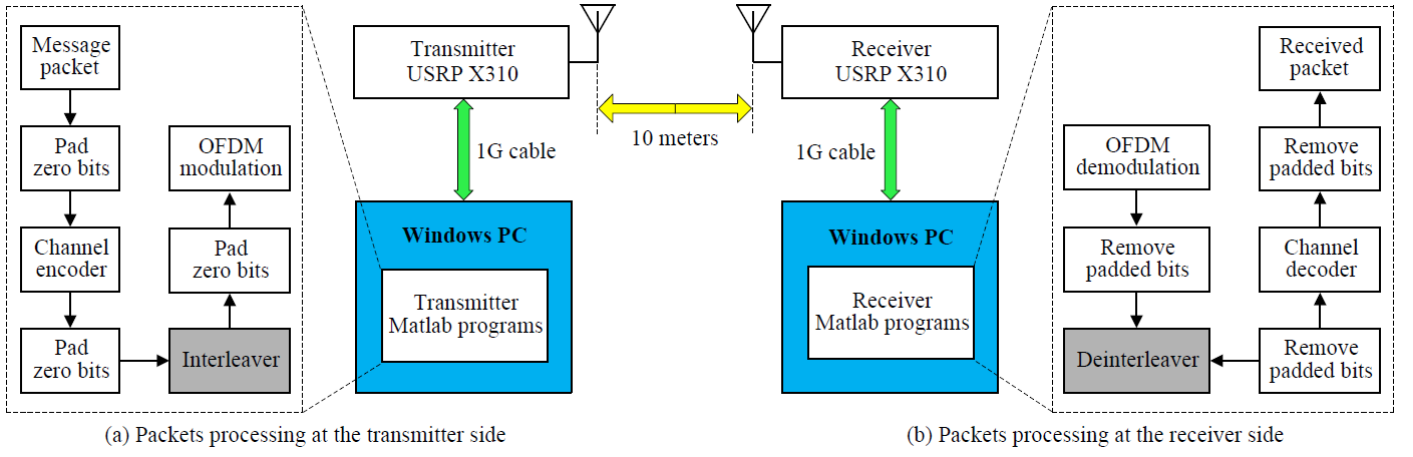 Message
packet
Pad
zero bits
Channel
encoder
Pad
zero bits
Interleaver
Pad
zero bits
OFDM
modulation
Transmitter
USRP X310
1G cable
Windows PC
Transmitter
Matlab programs
10 meters
Receiver
USRP X310
1G cable
Windows PC
Receiver
Matlab programs
OFDM
demodulation
Remove
padded bits
Deinterleaver
Remove
padded bits
Channel
decoder
Remove
padded bits
Received
packet
(a) Packets processing at the transmitter side
(b) Packets processing at the receiver side